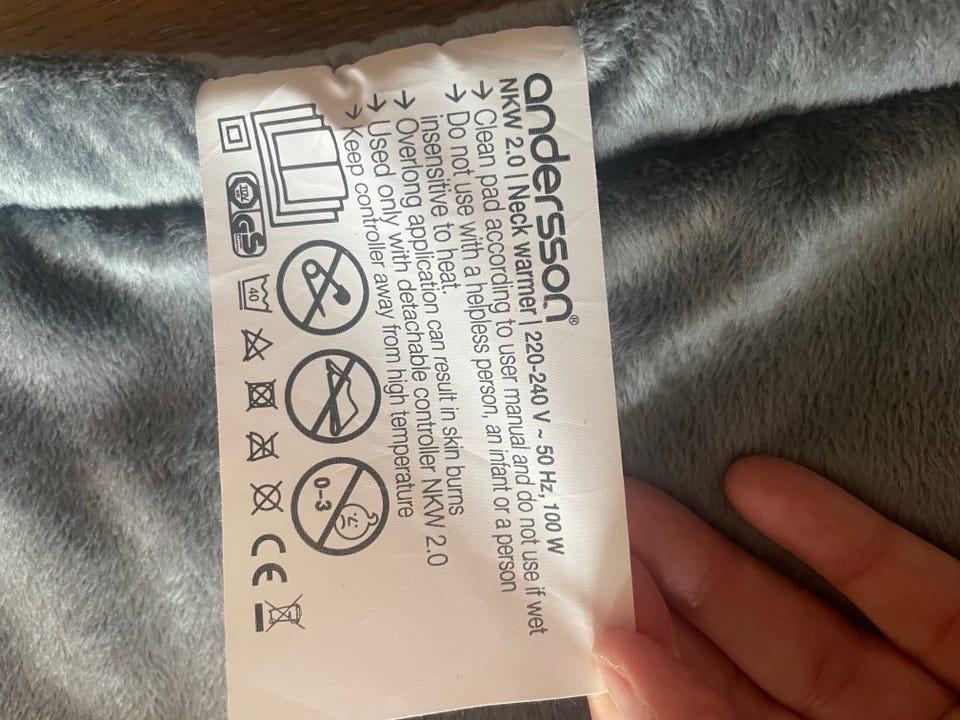 andersson®
NKW 2.0 | Neck warmer | 220-240 V ~ 50 Hz, 100 W
→ Clean pad according to user manual and do not use if wet
→ Do not use with a helpless person, an infant or a person
insensitive to heat.
→ Overlong application can result in skin burns
→ Used only with detachable controller NKW 2.0
→ Keep controller away from high temperature
0-3
GS
40
CE